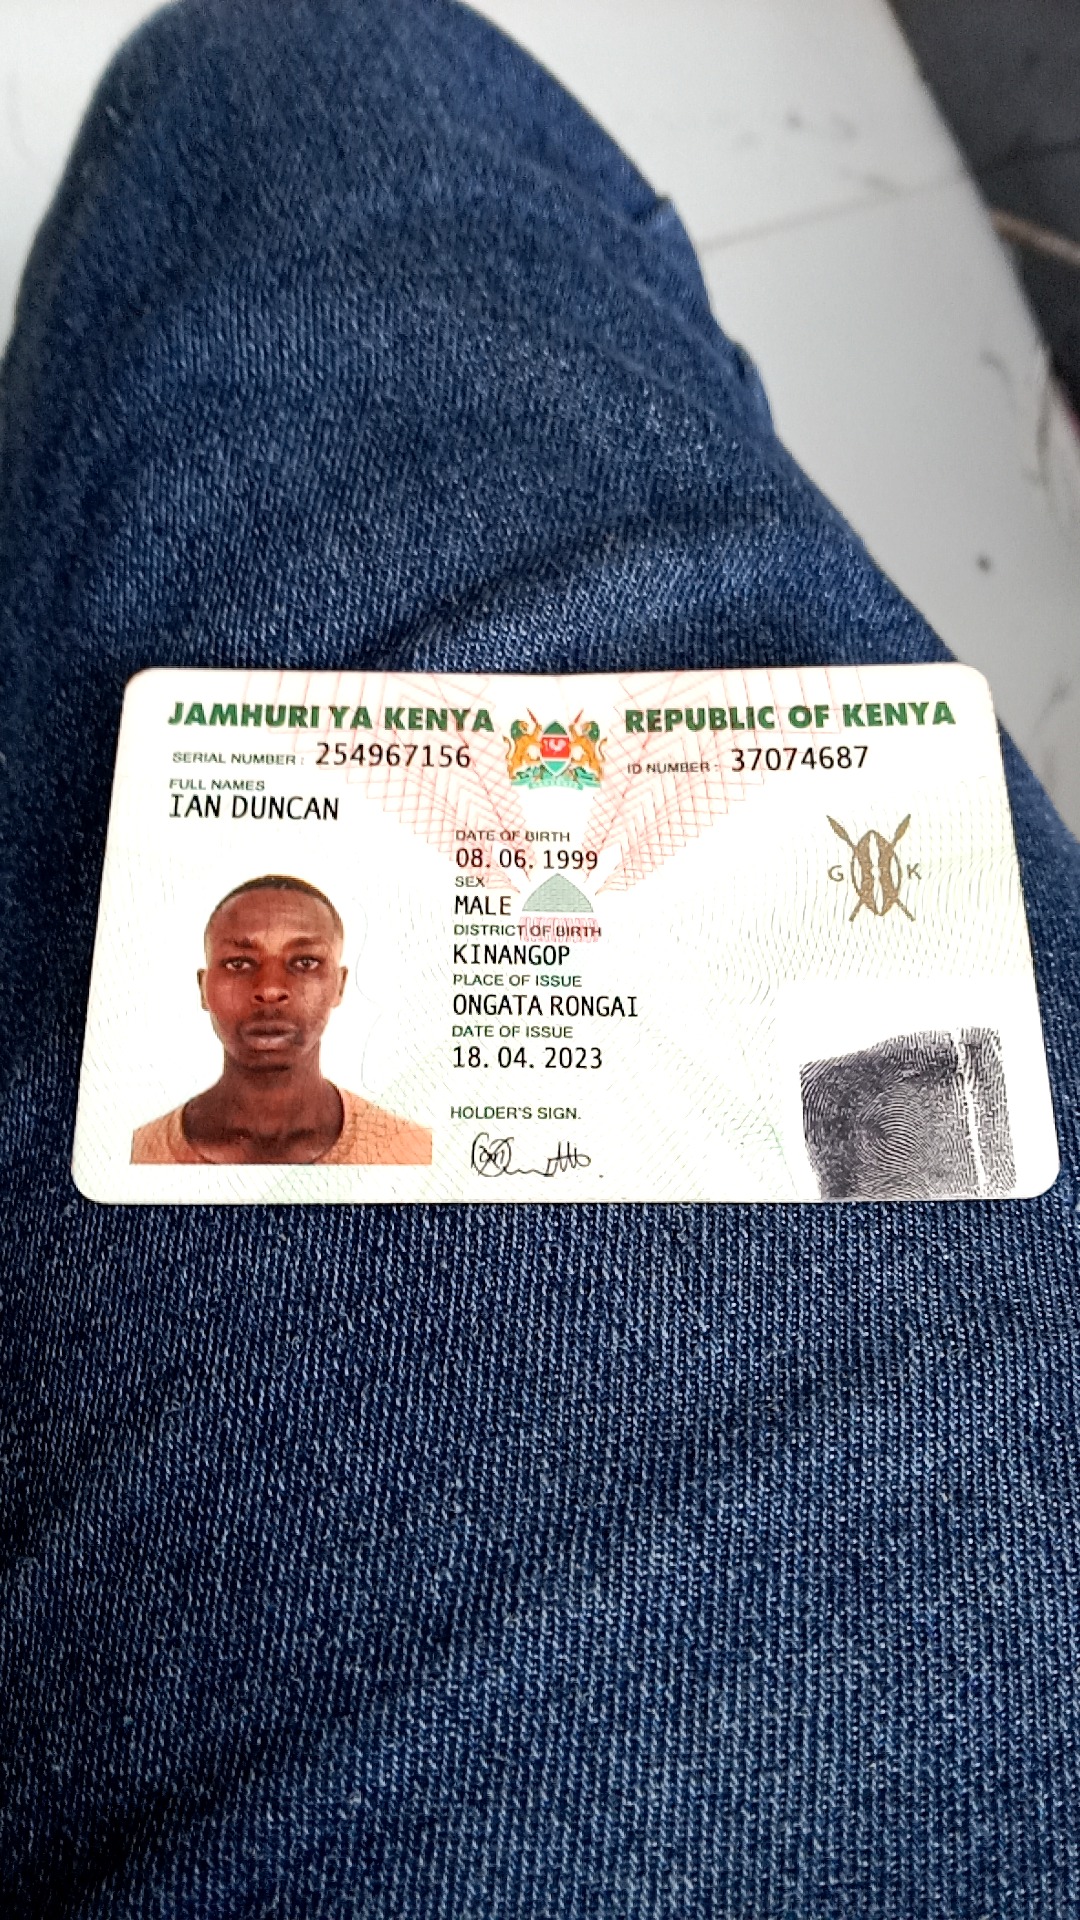 JAMHURI YA KENYA REPUBLIC OF KENYA
SERIAL NUMBER: 254967156 ID NUMBER: 37074687
FULL NAMES
IAN DUNCAN
DATE OF BIRTH
08. 06. 1999
SEX
MALE
DISTRICT OF BIRTH
KINANGOP
PLACE OF ISSUE
ONGATA RONGAI
DATE OF ISSUE
18. 04. 2023
HOLDER'S SIGN.
G K